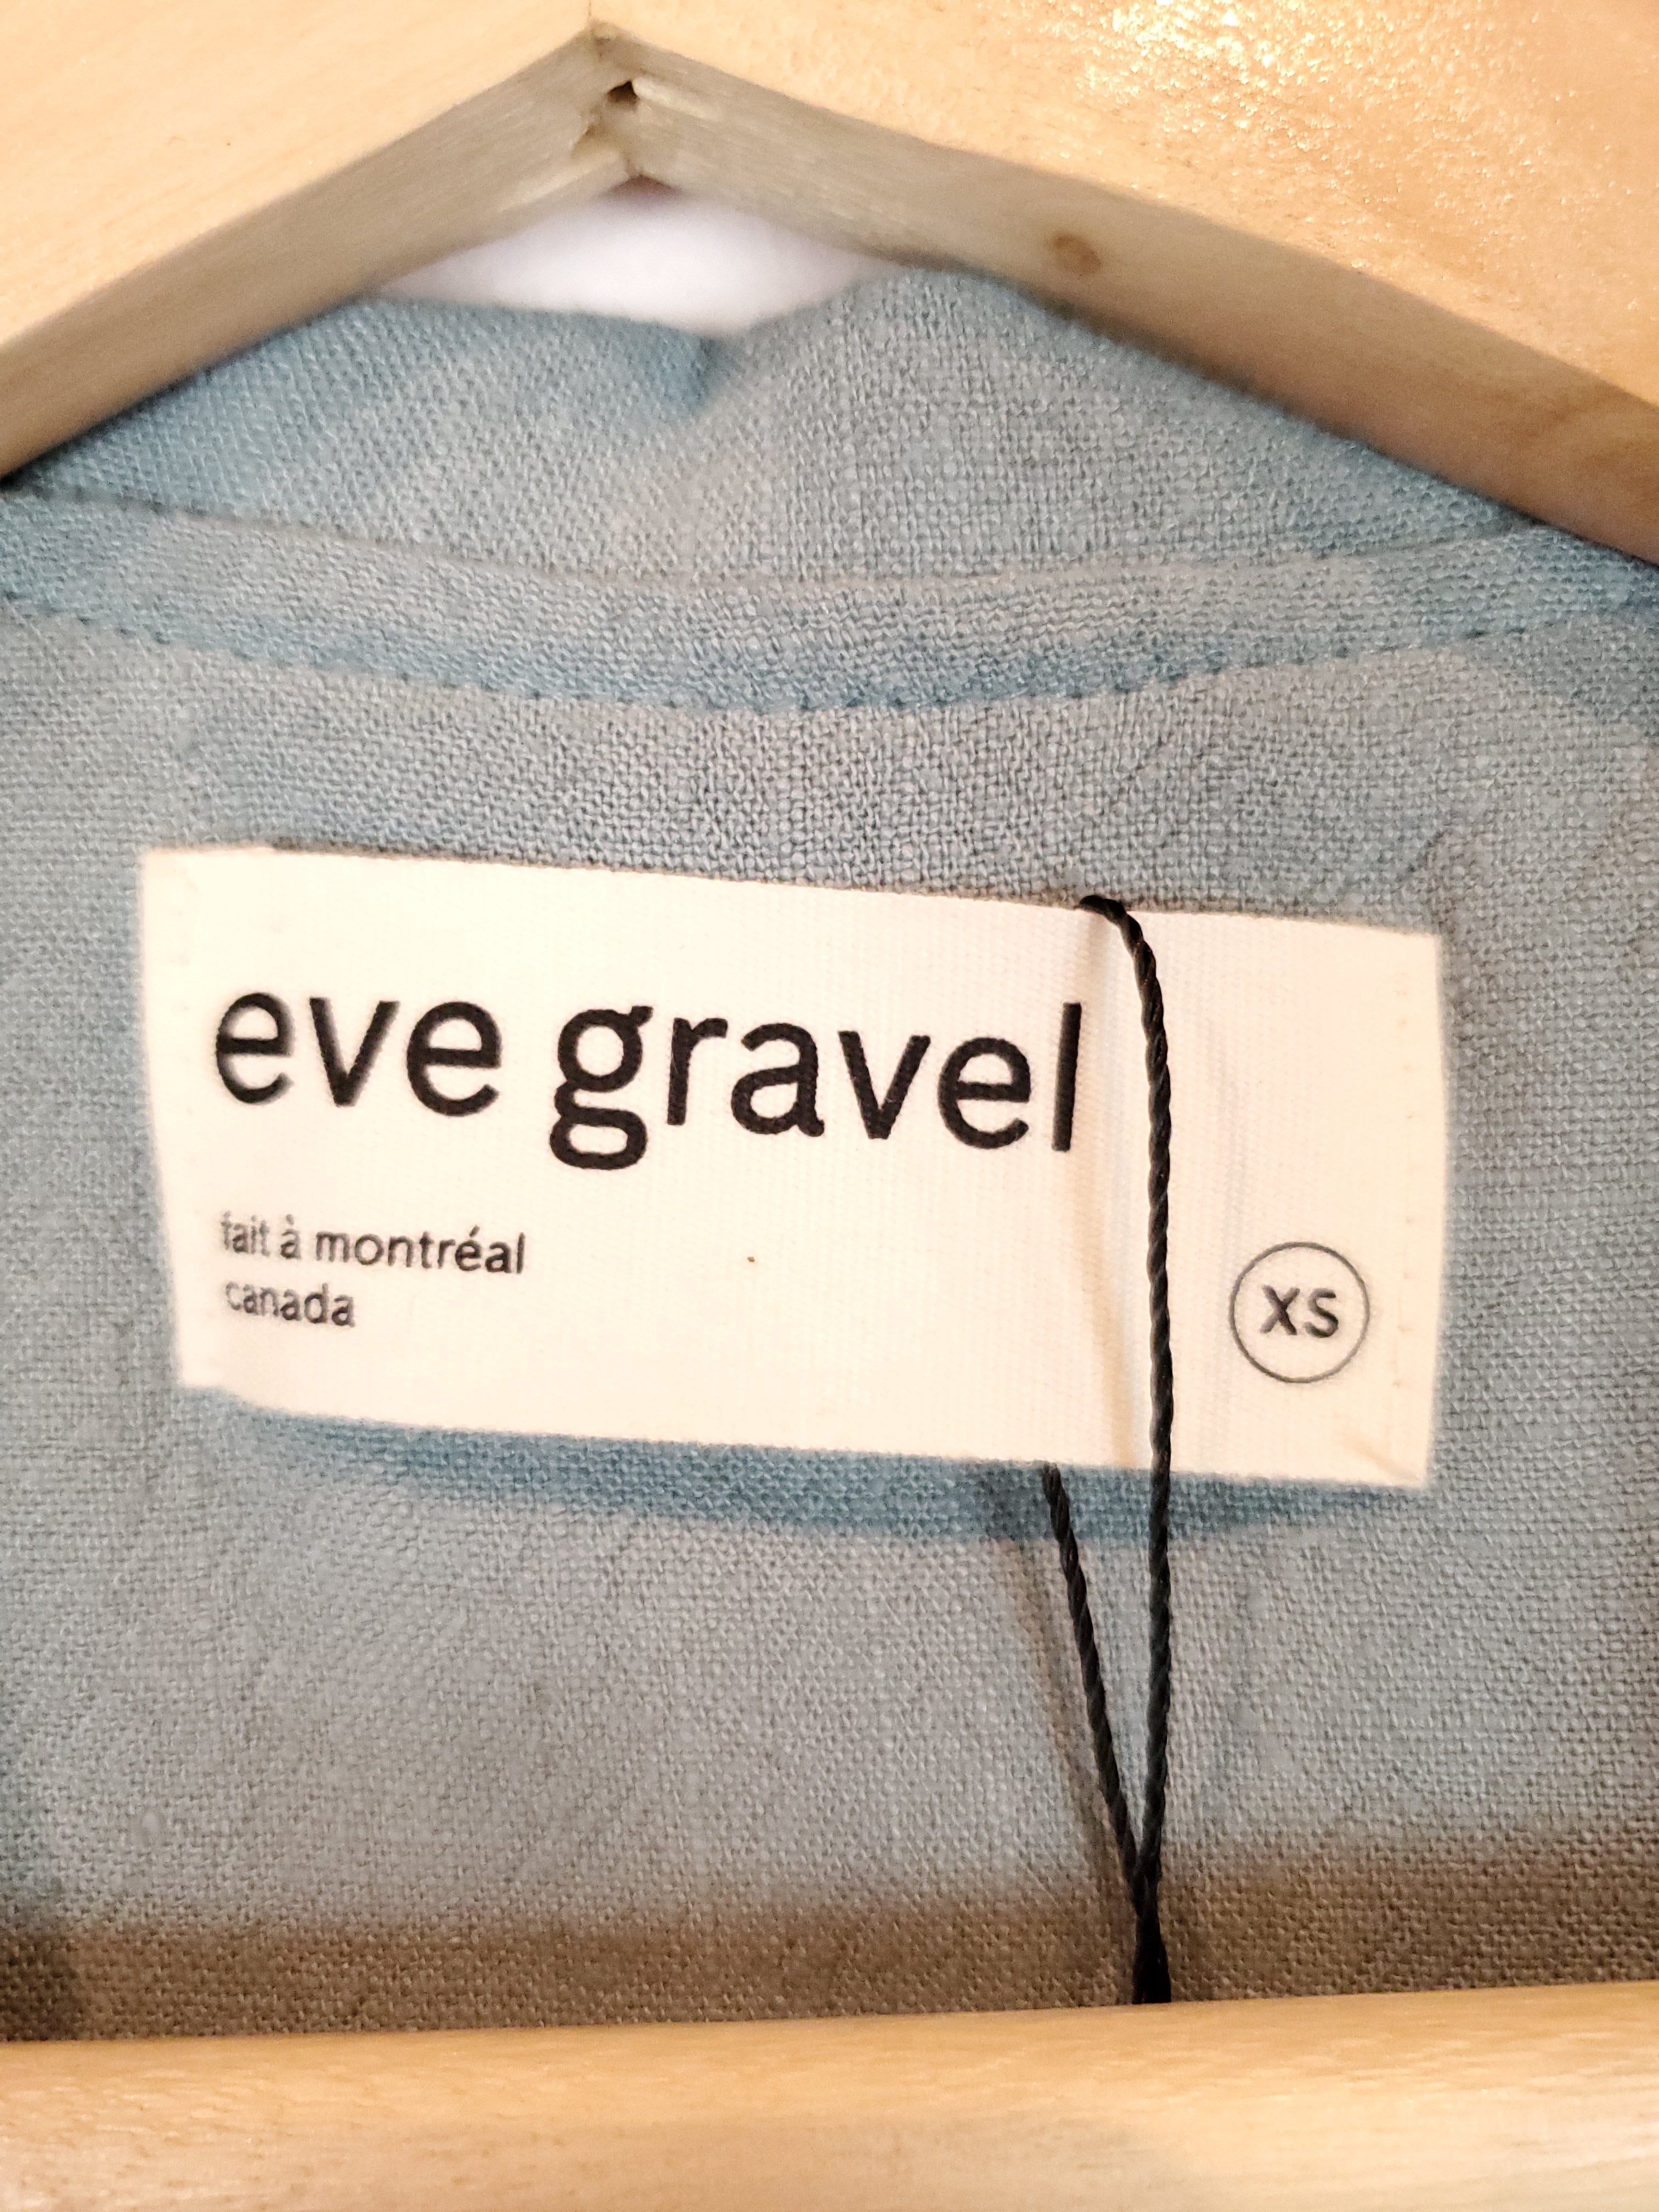 eve gravel
fait à montréal
canada
XS